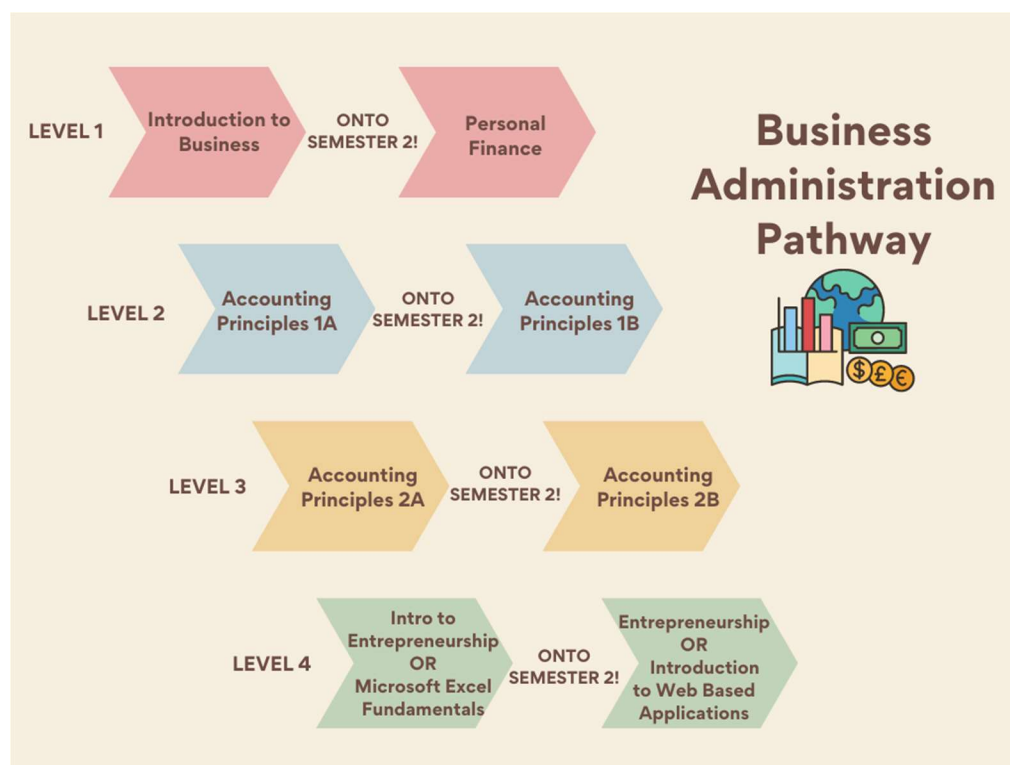 Business
Administration
Pathway
LEVEL 1
Introduction to
Business
ONTO
SEMESTER 2!
Personal
Finance
LEVEL 2
Accounting
Principles 1A
ONTO
SEMESTER 2!
Accounting
Principles 1B
$
£
€
LEVEL 3
Accounting
Principles 2A
ONTO
SEMESTER 2!
Accounting
Principles 2B
LEVEL 4
Intro to
Entrepreneurship
OR
Microsoft Excel
Fundamentals
ONTO
SEMESTER 2!
Entrepreneurship
OR
Introduction
to Web Based
Applications